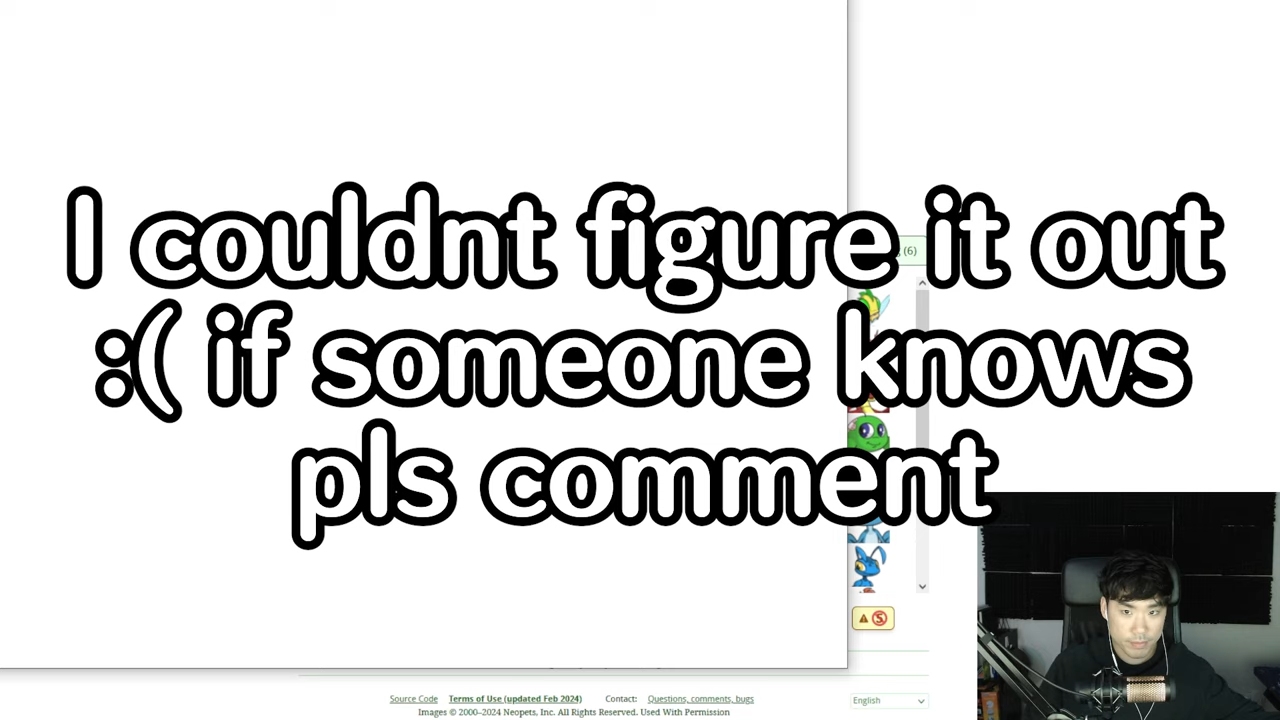 I couldnt figure it out
:( if someone knows
pls comment
(6)
Source Code Terms of Use (updated Feb 2024) Contact: Questions, comments, bugs
English
Images © 2000–2024 Neopets, Inc. All Rights Reserved. Used With Permission